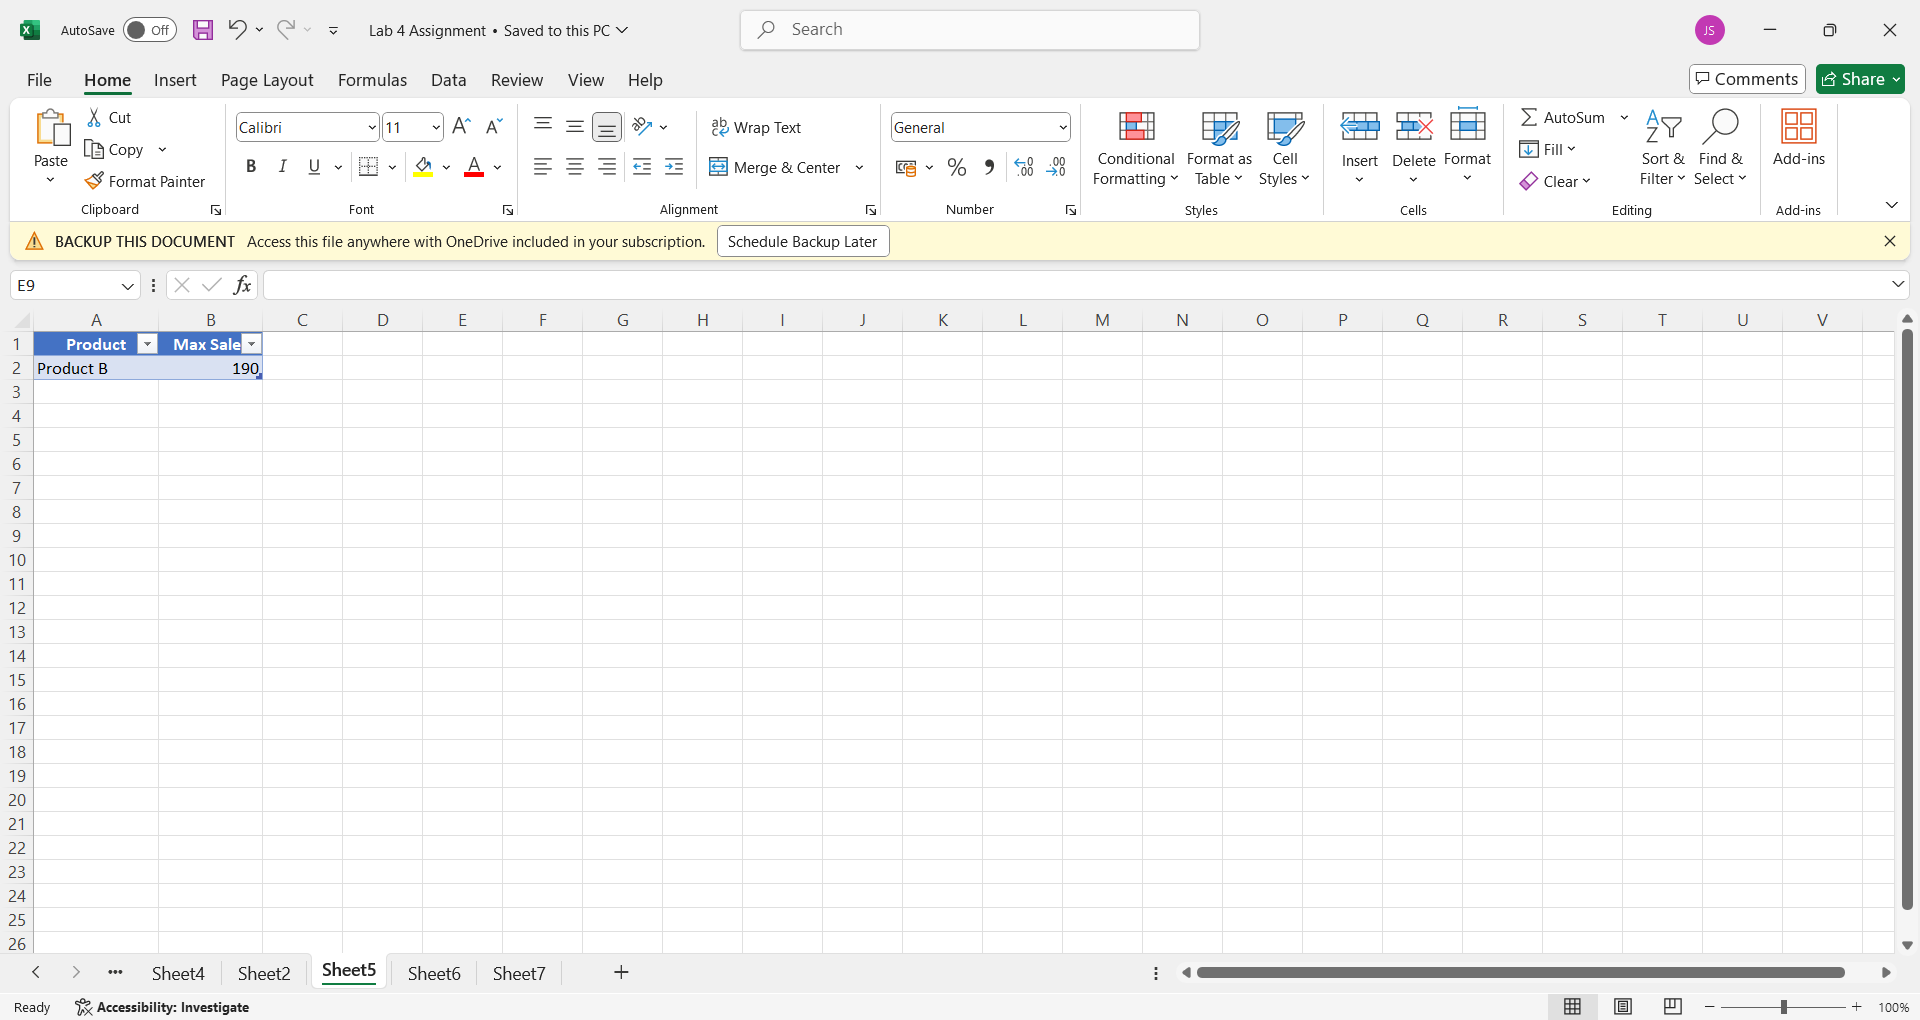 AutoSave Off Lab 4 Assignment • Saved to this PC Search JS
File Home Insert Page Layout Formulas Data Review View Help Comments Share
Paste Cut Copy Format Painter Clipboard
Calibri 11 A A B I U A Font
ab Wrap Text Merge & Center Alignment
General % , Number
Conditional Formatting Format as Table Cell Styles Styles
Insert Delete Format Cells
AutoSum Fill Clear Sort & Filter Find & Select Editing
Add-ins Add-ins
BACKUP THIS DOCUMENT Access this file anywhere with OneDrive included in your subscription. Schedule Backup Later
E9 fx
A B C D E F G H I J K L M N O P Q R S T U V
1 Product Max Sale
2 Product B 190
3
4
5
6
7
8
9
10
11
12
13
14
15
16
17
18
19
20
21
22
23
24
25
26
Sheet4 Sheet2 Sheet5 Sheet6 Sheet7
Ready Accessibility: Investigate 100%